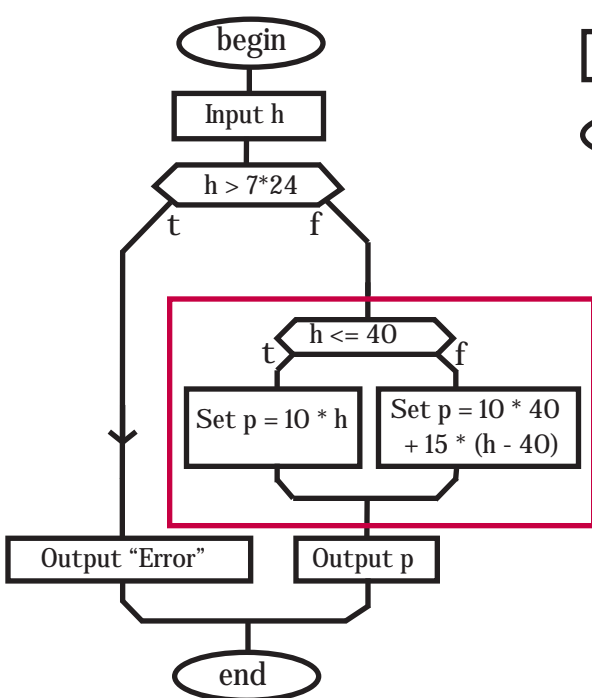 begin
Input h
h > 7*24
t
f
h <= 40
t
f
Set p = 10 * h
Set p = 10 * 40
+ 15 * (h - 40)
Output “Error”
Output p
end